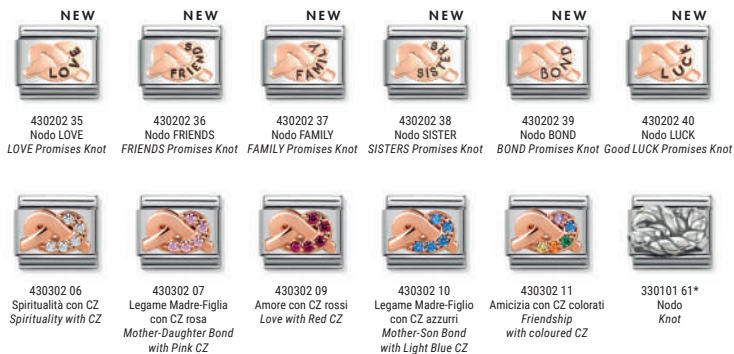 NEW NEW NEW NEW NEW NEW
LOVE FRIENDS FAMILY SISTERS BOND LUCK
430202 35 430202 36 430202 37 430202 38 430202 39 430202 40
Nodo LOVE Nodo FRIENDS Nodo FAMILY Nodo SISTER Nodo BOND Nodo LUCK
LOVE Promises Knot FRIENDS Promises Knot FAMILY Promises Knot SISTERS Promises Knot BOND Promises Knot Good LUCK Promises Knot
430302 06 430302 07 430302 09 430302 10 430302 11 330101 61*
Spiritualità con CZ Legame Madre-Figlia Amore con CZ rossi Legame Madre-Figlio Amicizia con CZ colorati Nodo
Spirituality with CZ con CZ rosa Love with Red CZ con CZ azzurri Friendship Knot
Mother-Daughter Bond Mother-Son Bond with coloured CZ
with Pink CZ with Light Blue CZ